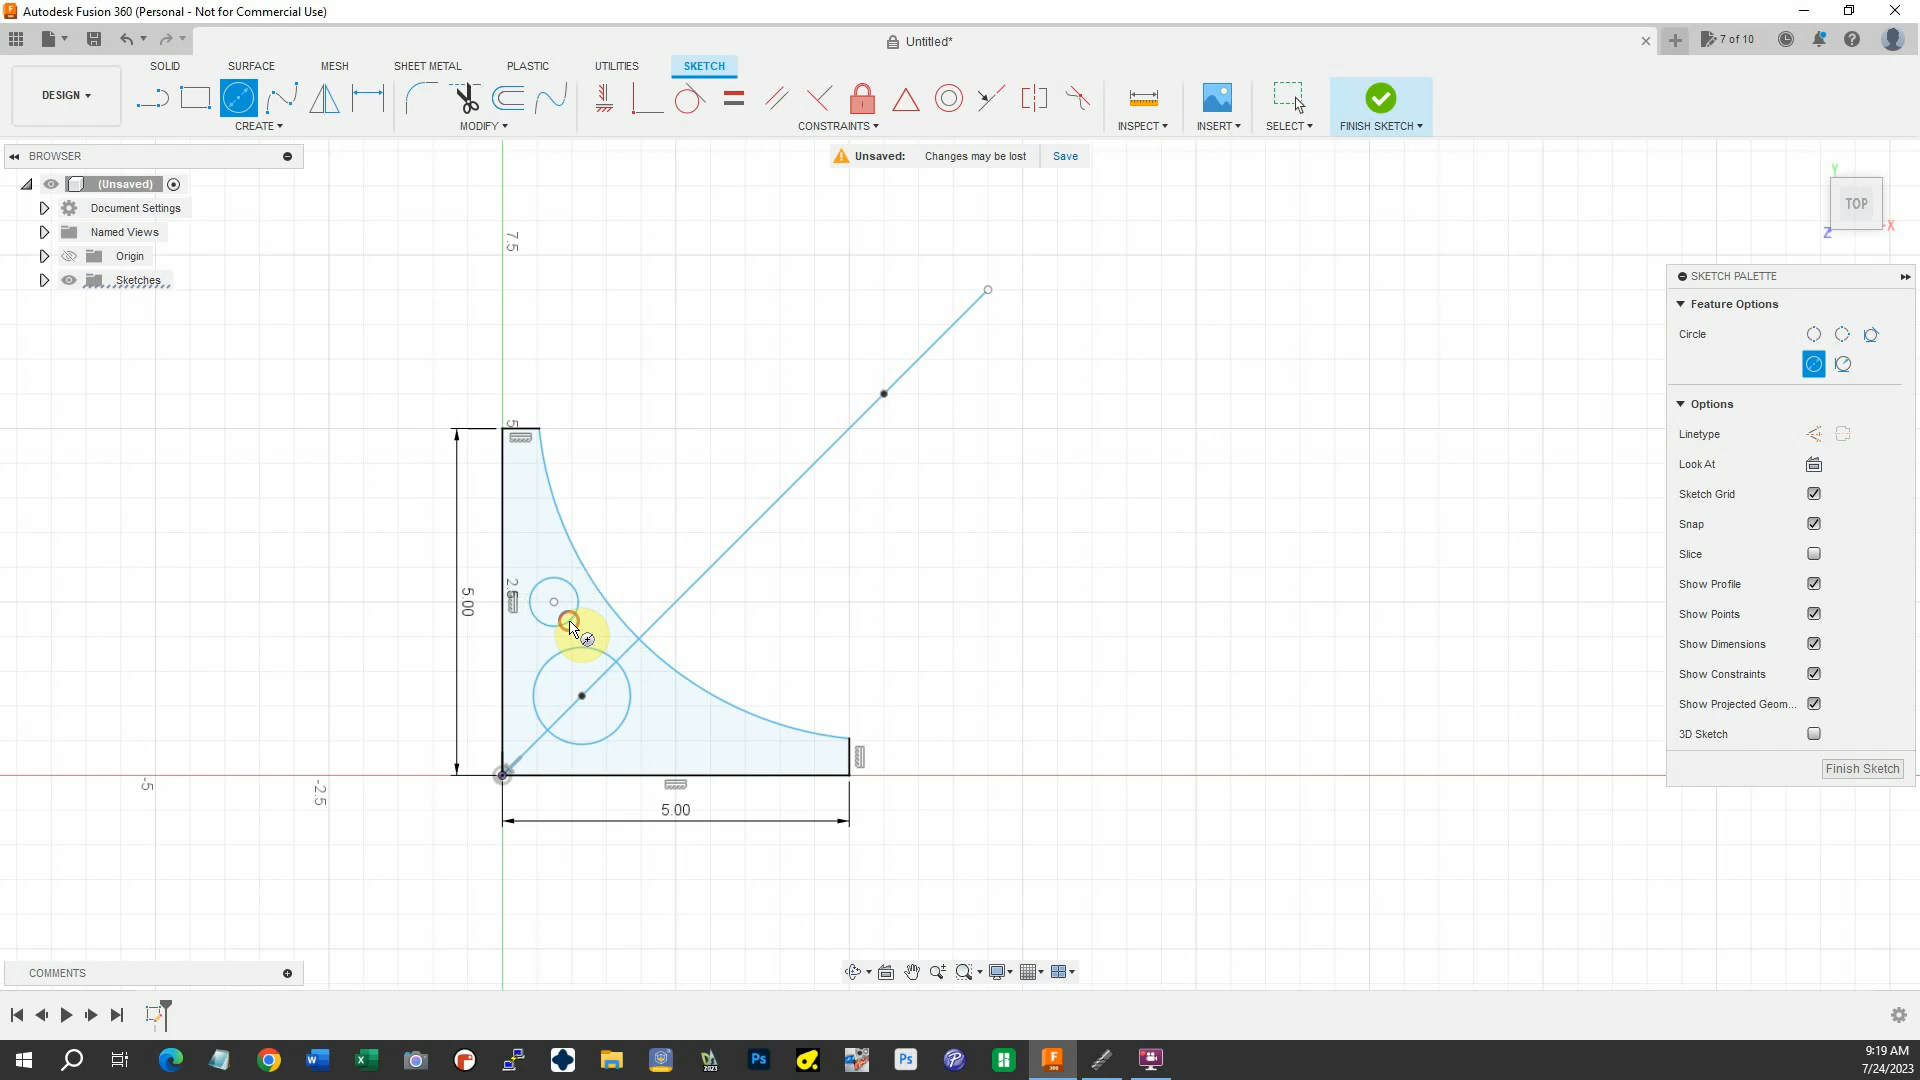 Autodesk Fusion 360 (Personal - Not for Commercial Use)
Untitled*
7 of 10
SOLID SURFACE MESH SHEET METAL PLASTIC UTILITIES SKETCH
DESIGN
CREATE MODIFY CONSTRAINTS INSPECT INSERT SELECT FINISH SKETCH
BROWSER
Unsaved: Changes may be lost Save
(Unsaved)
Document Settings
Named Views
Origin
Sketches
TOP
Y
X
Z
7.5
5
2.5
5.00
-5
-2.5
5.00
SKETCH PALETTE
Feature Options
Circle
Options
Linetype
Look At
Sketch Grid
Snap
Slice
Show Profile
Show Points
Show Dimensions
Show Constraints
Show Projected Geom...
3D Sketch
Finish Sketch
COMMENTS
9:19 AM
7/24/2023